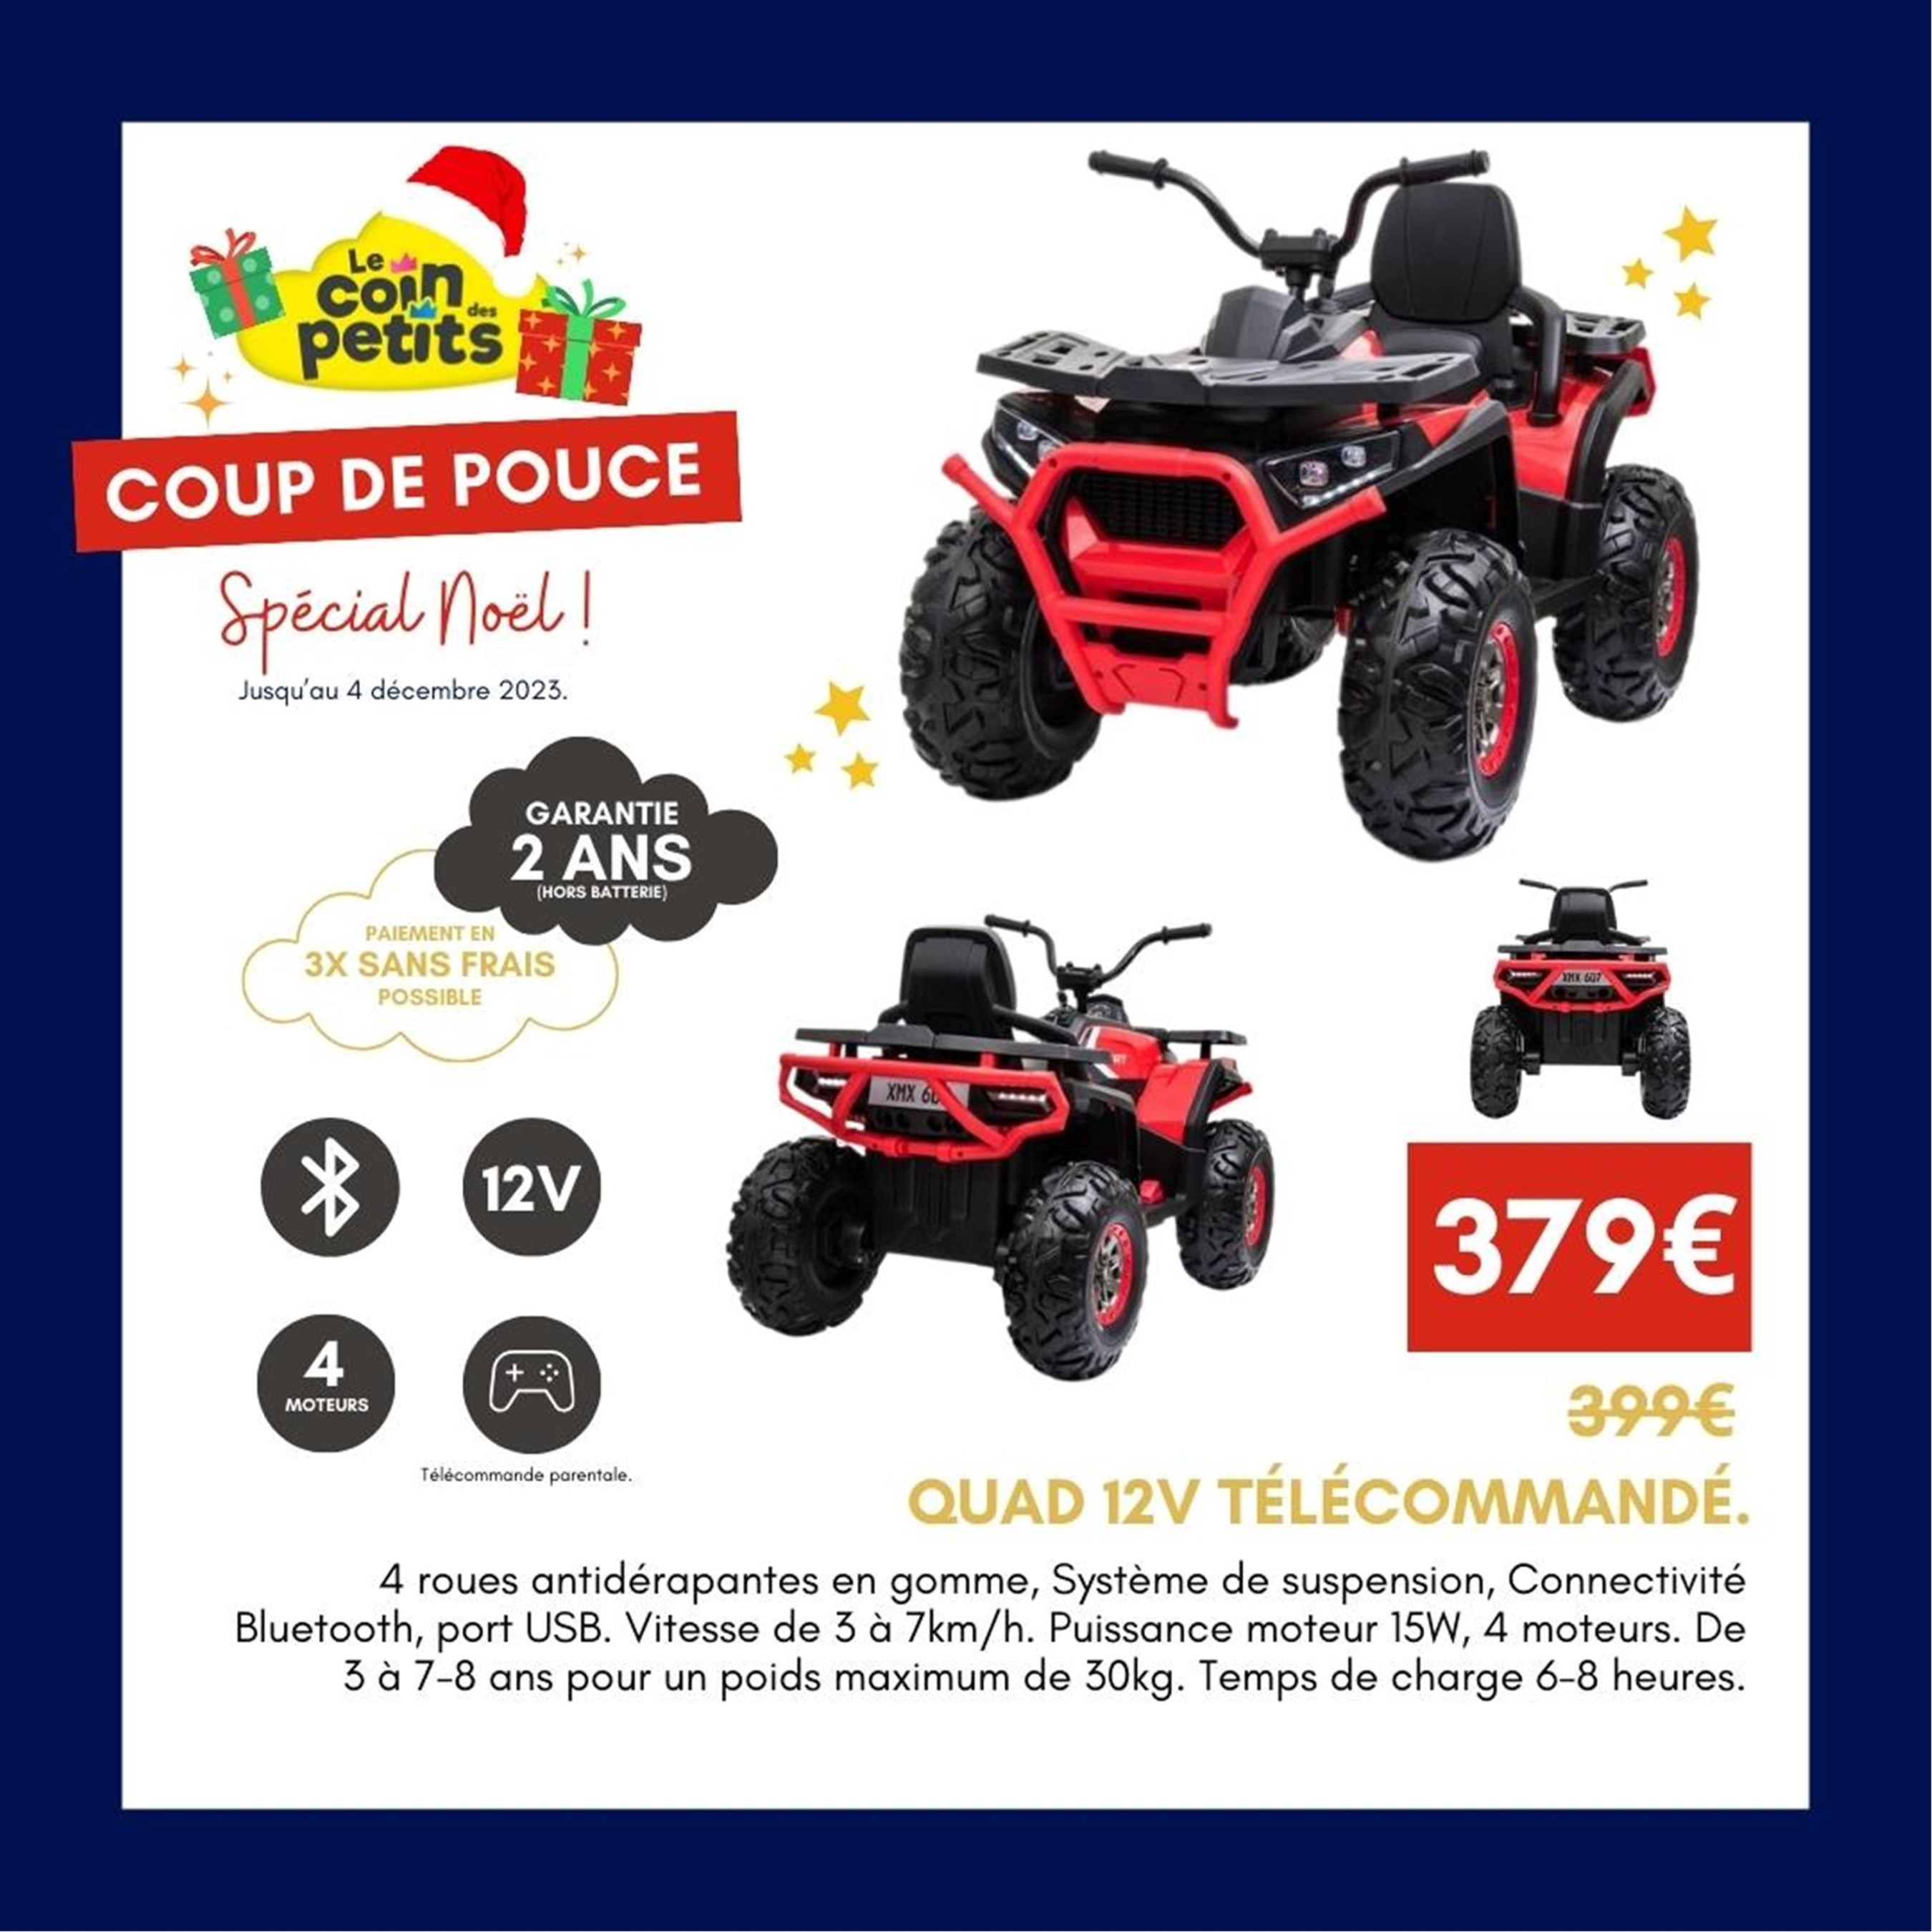 Le
coin
des
petits
COUP DE POUCE
Spécial Noël !
Jusqu'au 4 décembre 2023.
GARANTIE
2 ANS
(HORS BATTERIE)
PAIEMENT EN
3X SANS FRAIS
POSSIBLE
12V
4
MOTEURS
Télécommande parentale.
XMX 60
XMX 607
RT
379€
399€
QUAD 12V TÉLÉCOMMANDÉ.
4 roues antidérapantes en gomme, Système de suspension, Connectivité
Bluetooth, port USB. Vitesse de 3 à 7km/h. Puissance moteur 15W, 4 moteurs. De
3 à 7-8 ans pour un poids maximum de 30kg. Temps de charge 6-8 heures.